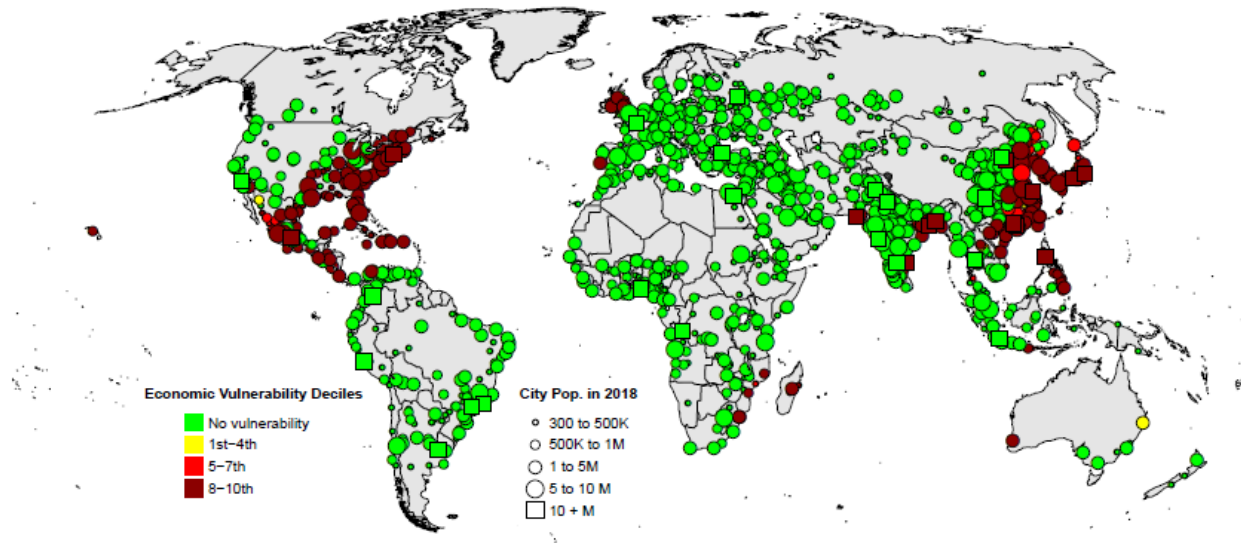 Economic Vulnerability Deciles
No vulnerability
1st−4th
5−7th
8−10th
City Pop. in 2018
300 to 500K
500K to 1M
1 to 5M
5 to 10 M
10 + M